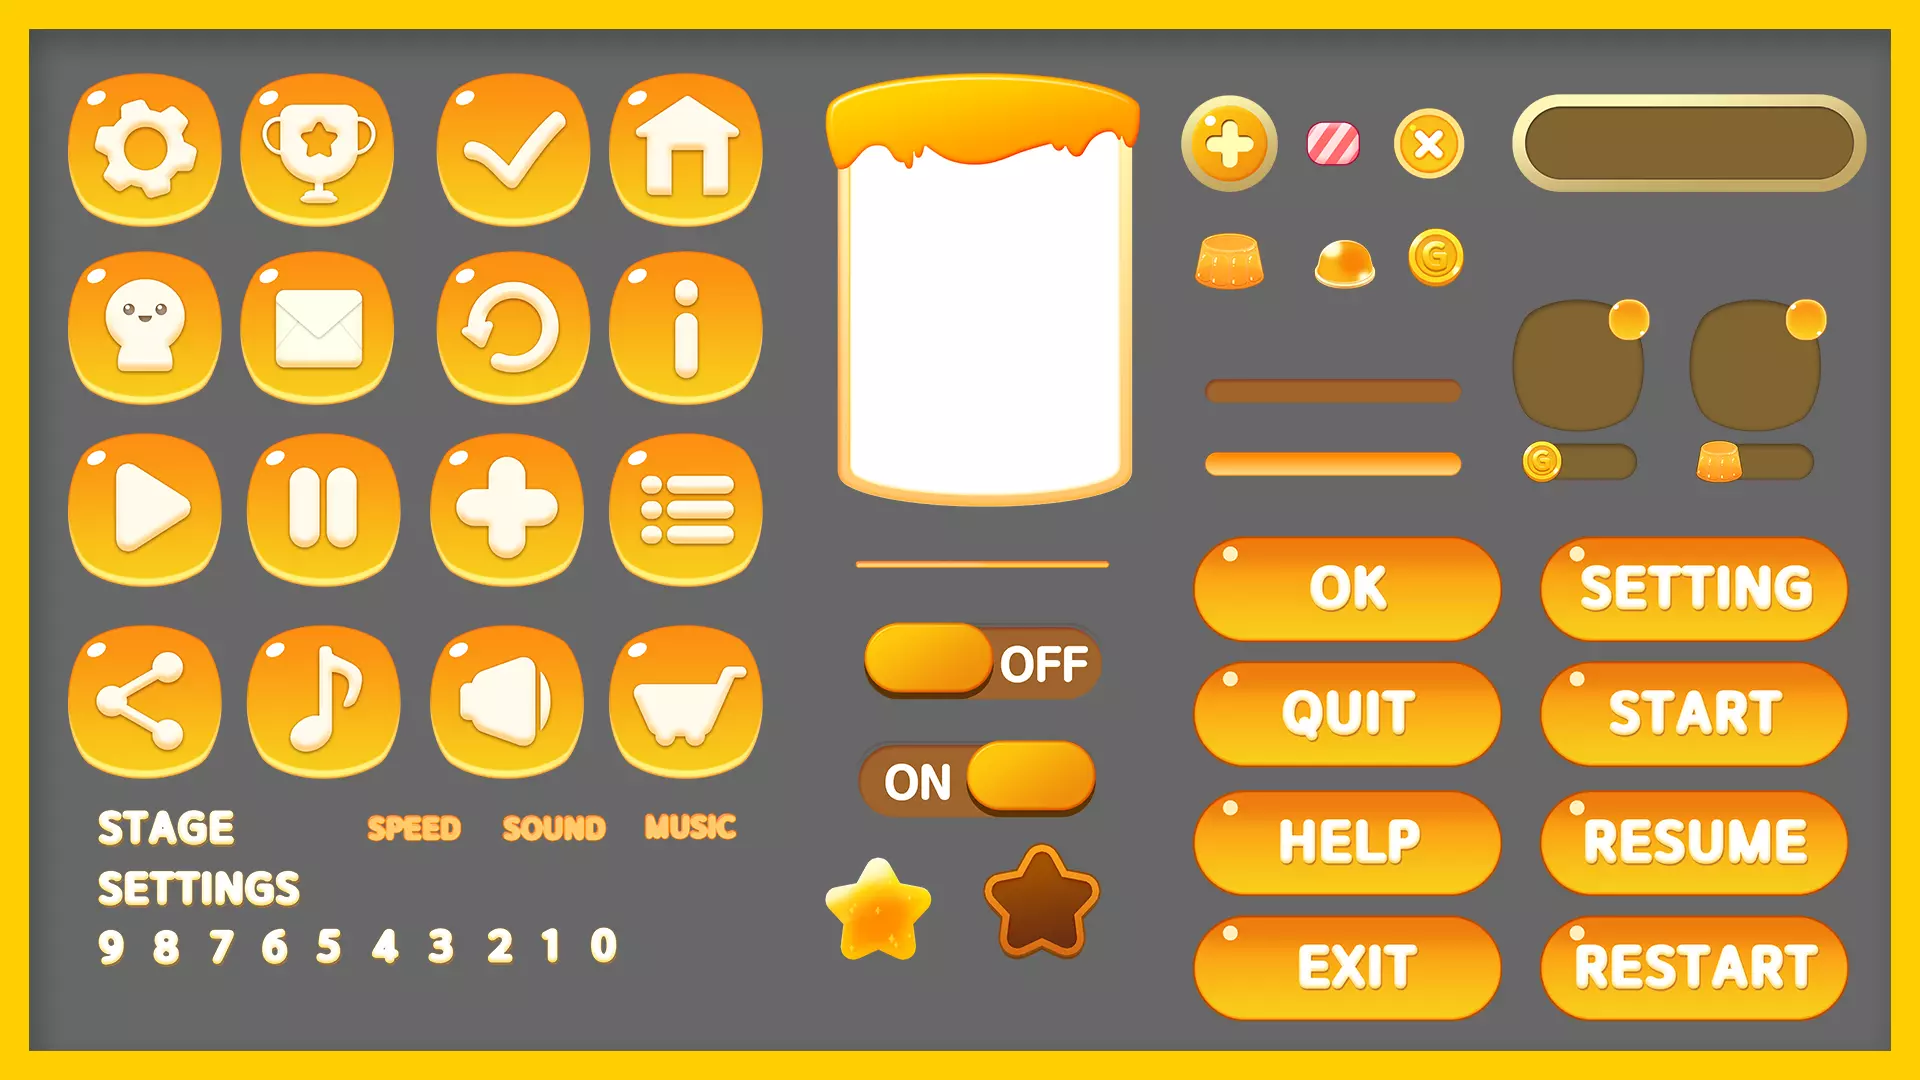 G
G
OFF
ON
OK
SETTING
QUIT
START
HELP
RESUME
EXIT
RESTART
STAGE
SPEED
SOUND
MUSIC
SETTINGS
9 8 7 6 5 4 3 2 1 0